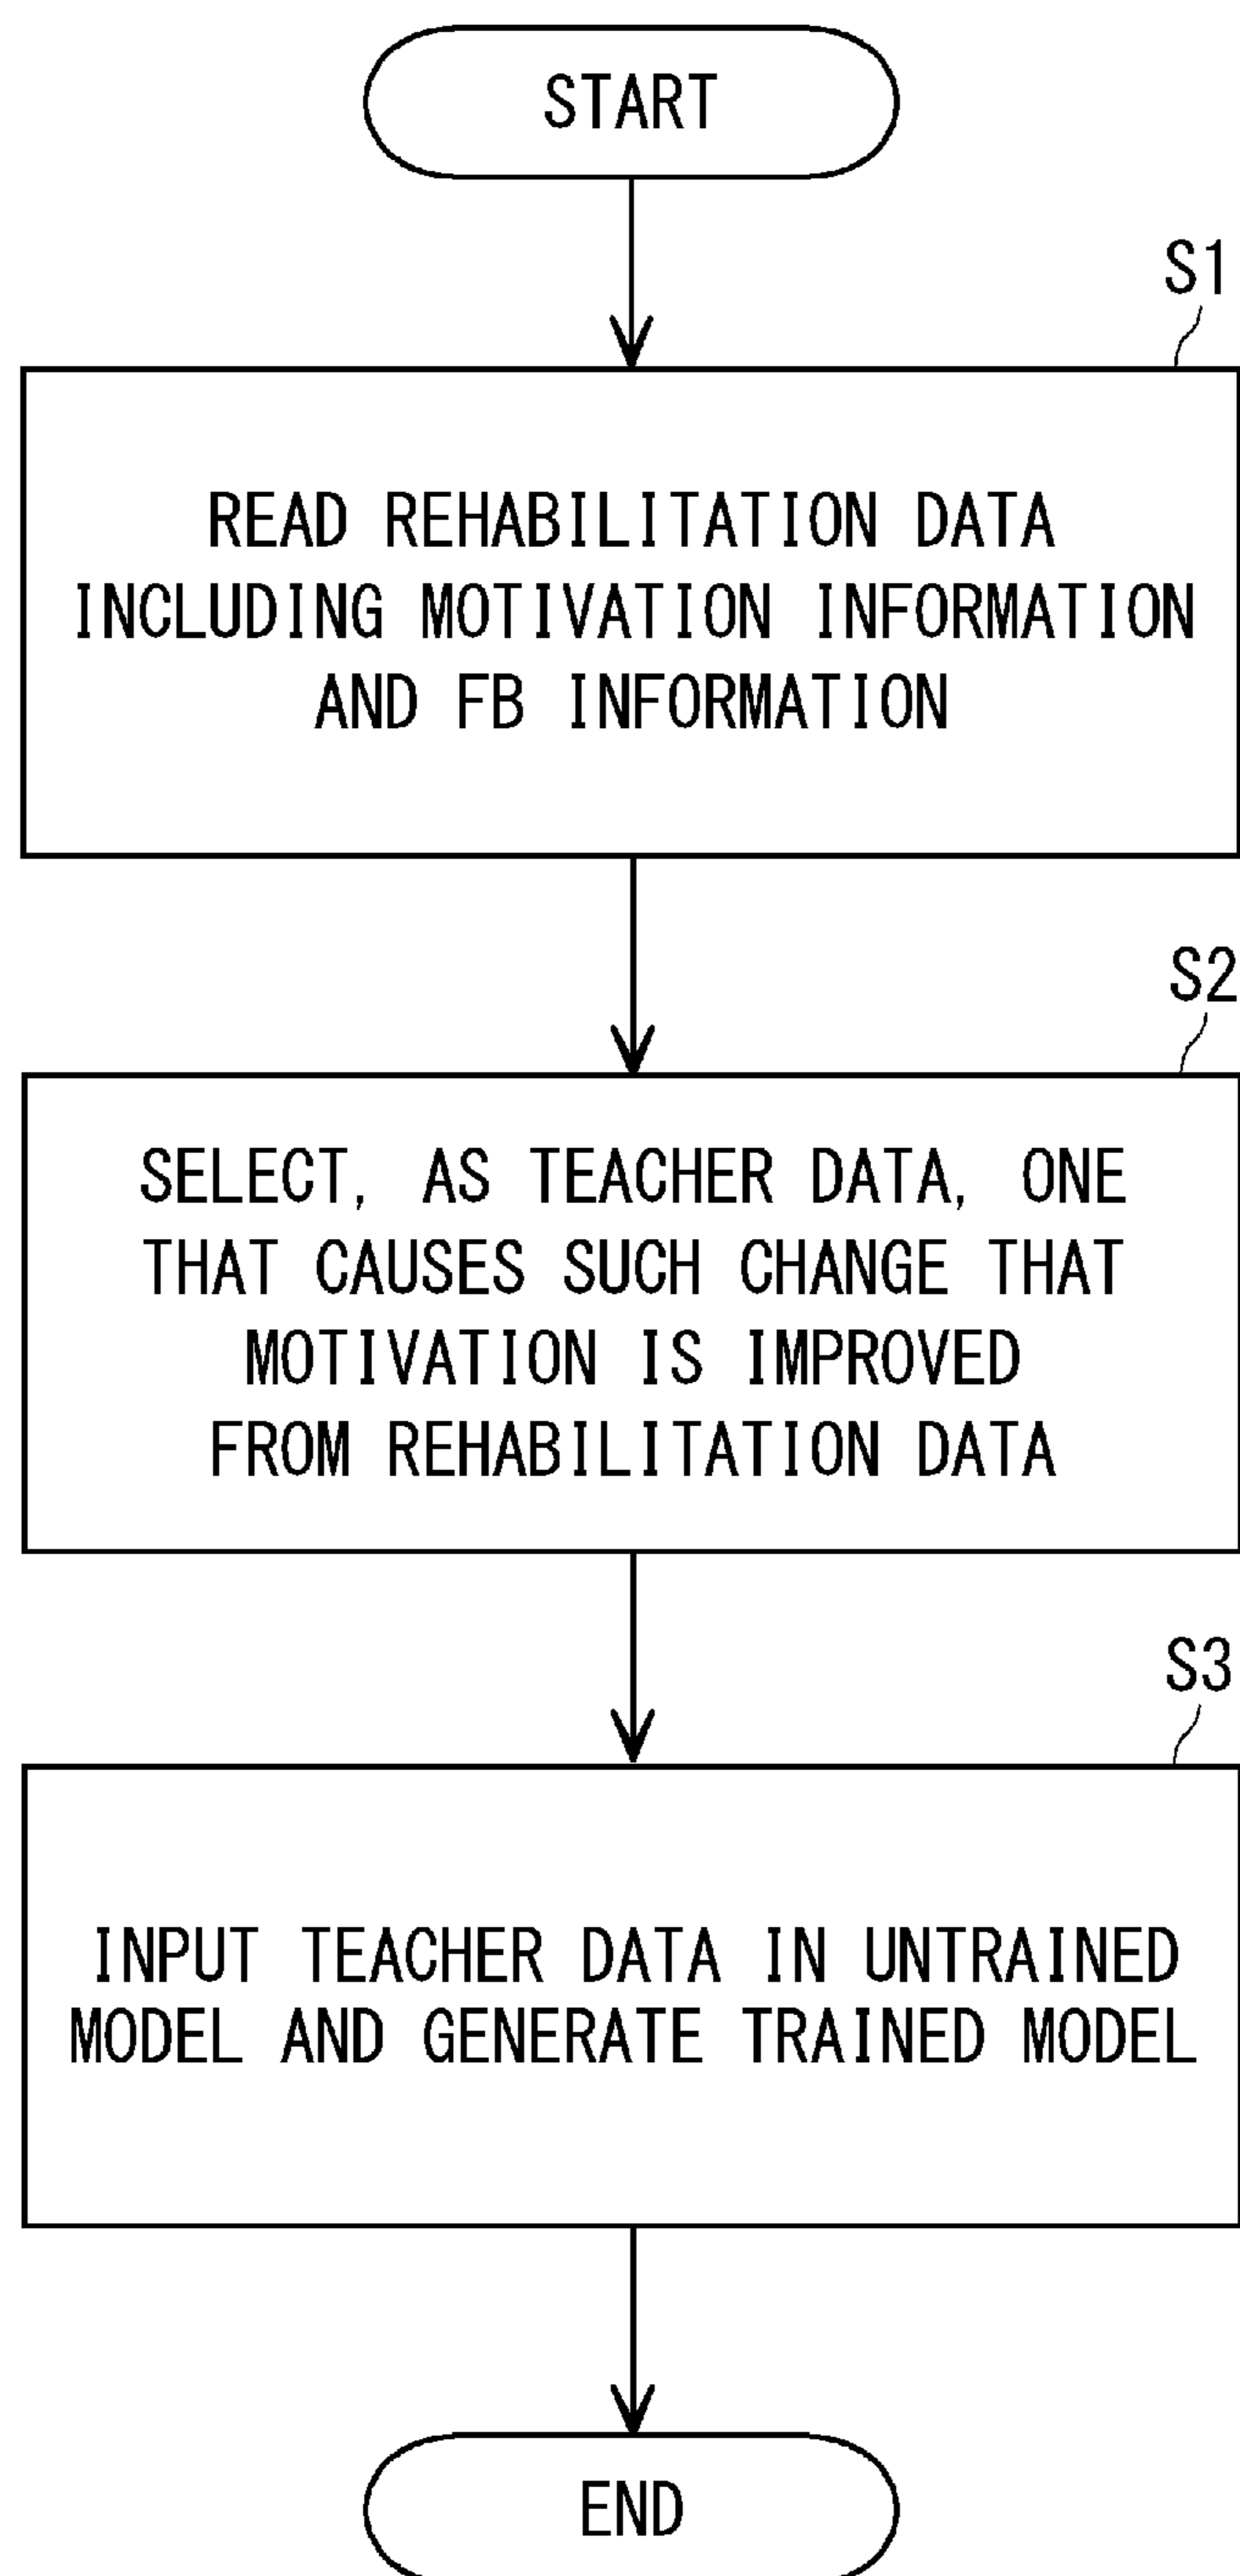 START
S1
READ REHABILITATION DATA
INCLUDING MOTIVATION INFORMATION
AND FB INFORMATION
S2
SELECT, AS TEACHER DATA, ONE
THAT CAUSES SUCH CHANGE THAT
MOTIVATION IS IMPROVED
FROM REHABILITATION DATA
S3
INPUT TEACHER DATA IN UNTRAINED
MODEL AND GENERATE TRAINED MODEL
END